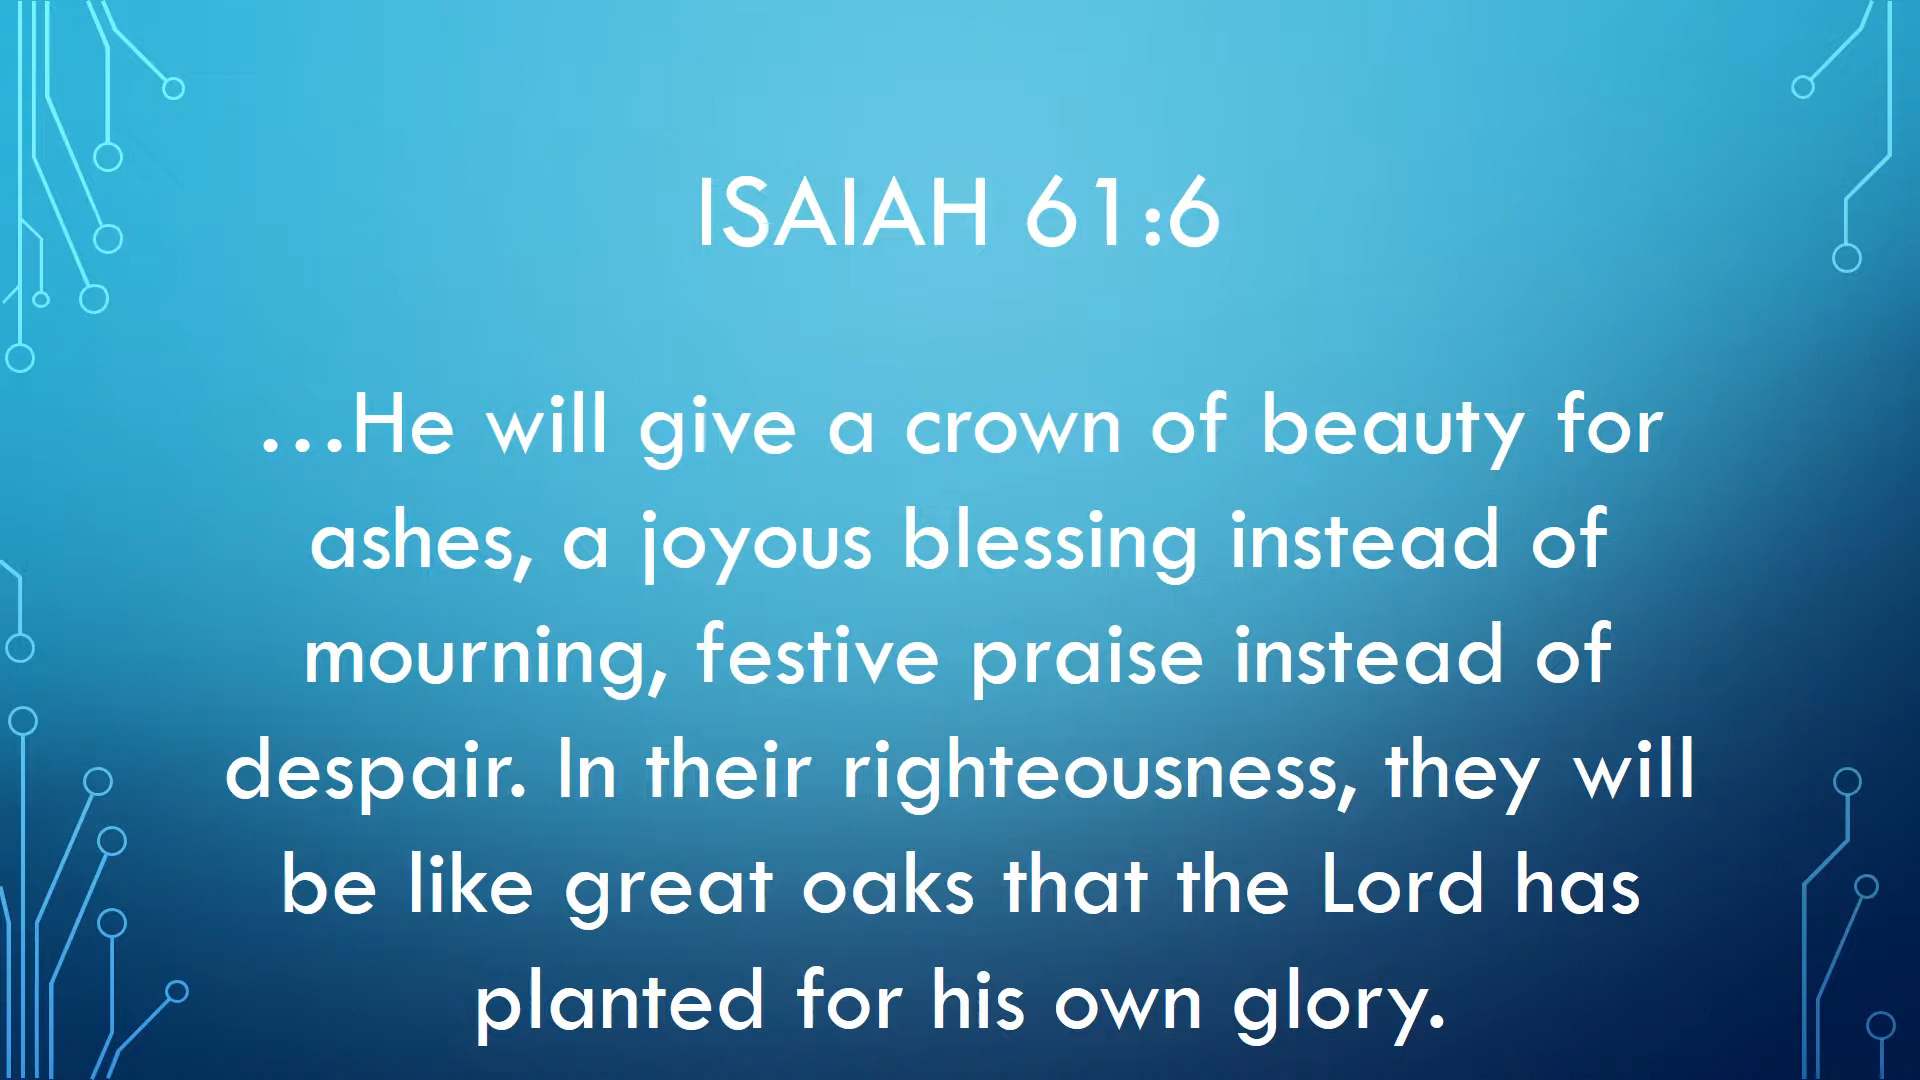 ISAIAH 61:6
...He will give a crown of beauty for
ashes, a joyous blessing instead of
mourning, festive praise instead of
despair. In their righteousness, they will
be like great oaks that the Lord has
planted for his own glory.